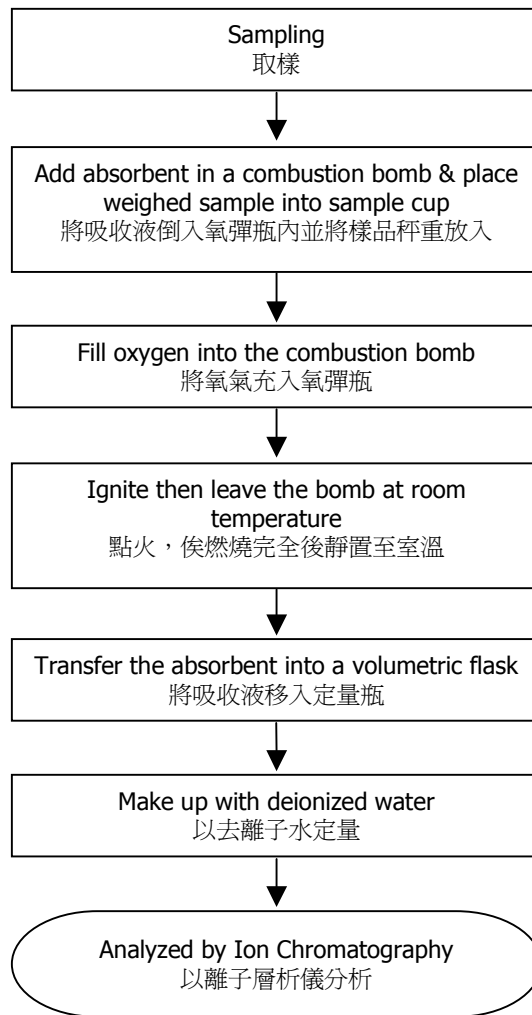 Sampling
取樣
Add absorbent in a combustion bomb & place
weighed sample into sample cup
將吸收液倒入氧彈瓶內並將樣品秤重放入
Fill oxygen into the combustion bomb
將氧氣充入氧彈瓶
Ignite then leave the bomb at room
temperature
點火，俟燃燒完全後靜置至室溫
Transfer the absorbent into a volumetric flask
將吸收液移入定量瓶
Make up with deionized water
以去離子水定量
Analyzed by Ion Chromatography
以離子層析儀分析